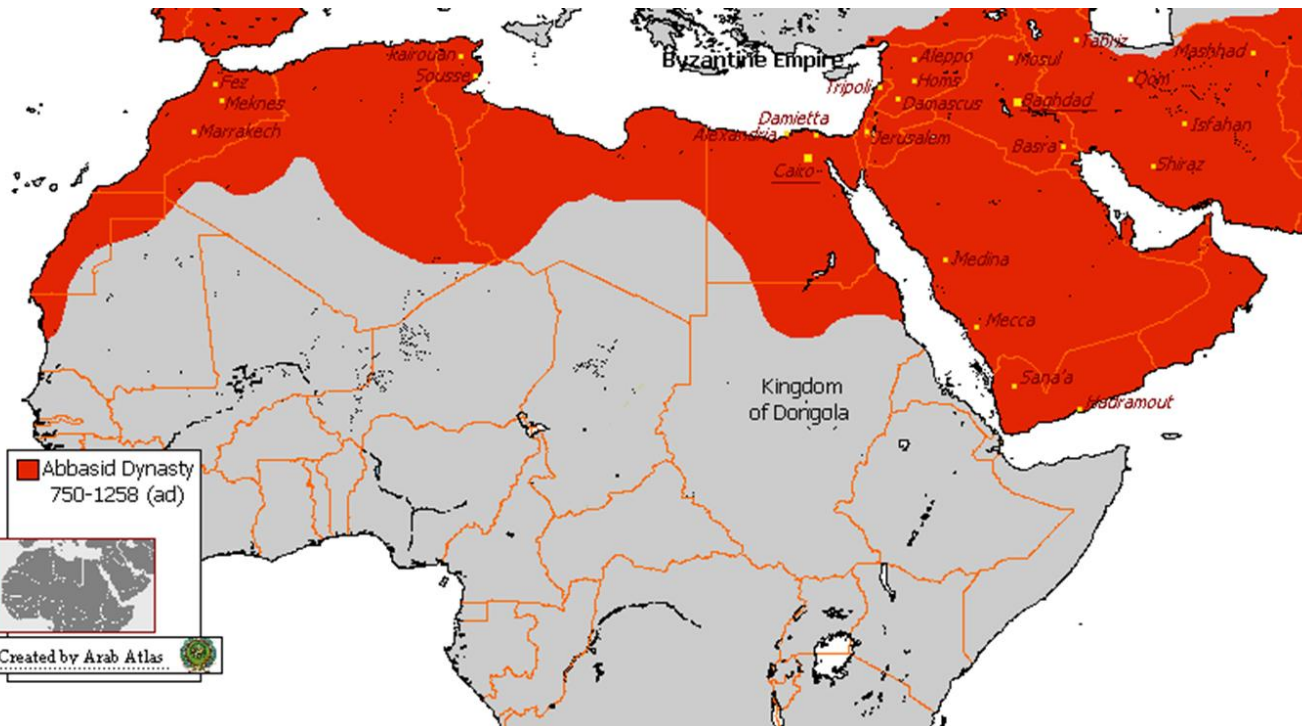 kairouan
Sousse
Fez
Meknes
Marrakech
Byzantine Empire
Tripoli
Aleppo
Homs
Damascus
Mosul
Tabriz
Mashhad
Qom
Baghdad
Isfahan
Damietta
Alexandria
Jerusalem
Basra
Shiraz
Cairo
Medina
Mecca
Sana'a
Hadramout
Kingdom
of Dongola
Abbasid Dynasty
750-1258 (ad)
Created by Arab Atlas